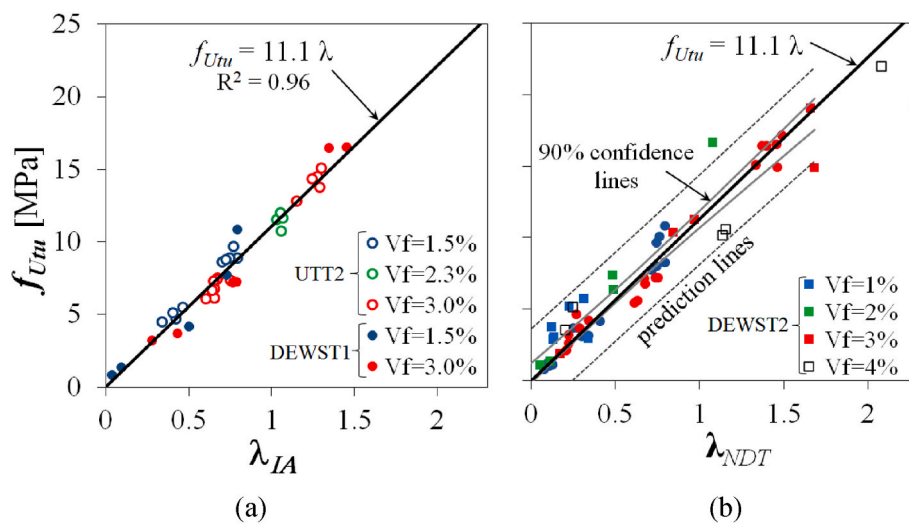 (a)
(b)
f_Utu = 11.1 λ
R² = 0.96
f_Utu [MPa]
25
20
15
10
5
0
UTT2
Vf=1.5%
Vf=2.3%
Vf=3.0%
DEWST1
Vf=1.5%
Vf=3.0%
0 0.5 1 1.5 2
λ_IA
(a)
f_Utu = 11.1 λ
90% confidence
lines
prediction lines
DEWST2
Vf=1%
Vf=2%
Vf=3%
Vf=4%
0 0.5 1 1.5 2
λ_NDT
(b)